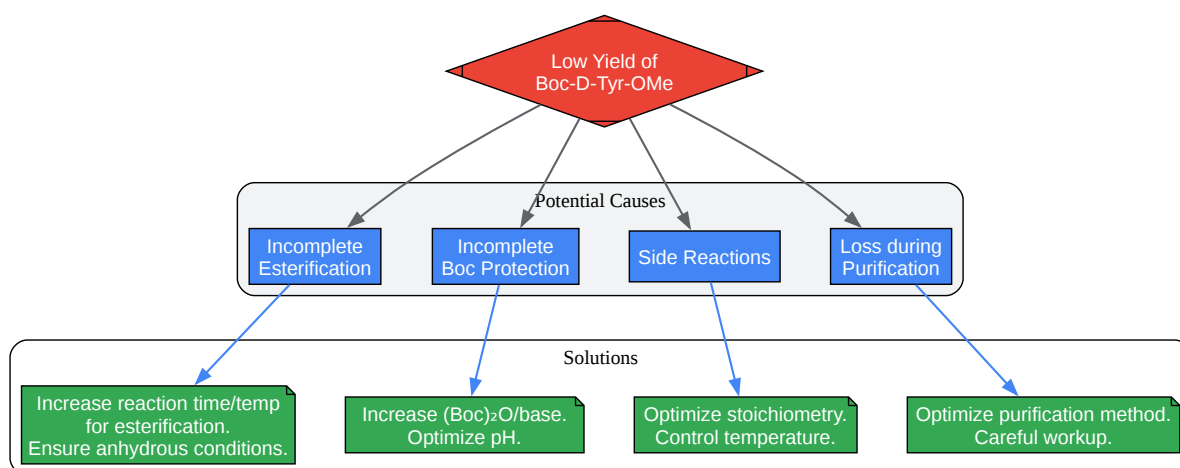 Low Yield of
Boc-D-Tyr-OMe
Potential Causes
Incomplete
Esterification
Incomplete
Boc Protection
Side Reactions
Loss during
Purification
Solutions
Increase reaction time/temp
for esterification.
Ensure anhydrous conditions.
Increase (Boc)₂O/base.
Optimize pH.
Optimize stoichiometry.
Control temperature.
Optimize purification method.
Careful workup.